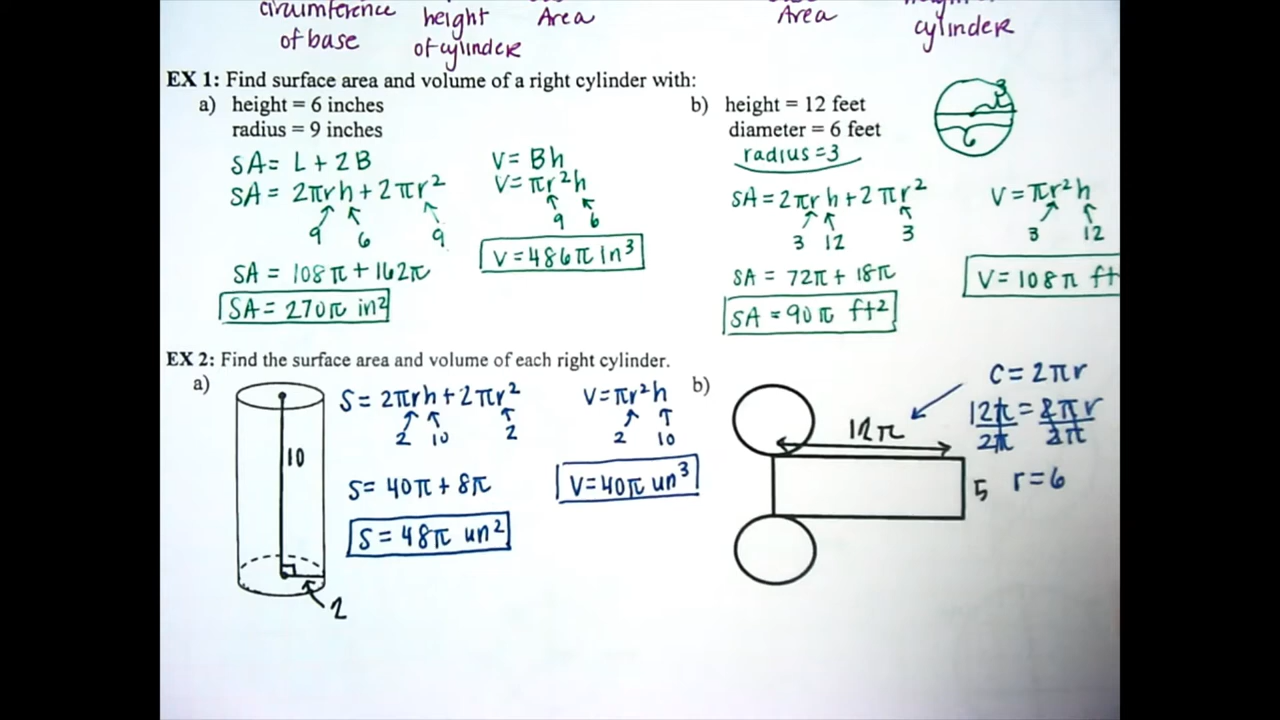 circumference of base
height of cylinder
Area
Area
cylinder
EX 1: Find surface area and volume of a right cylinder with:
a) height = 6 inches
radius = 9 inches
SA = L + 2B
SA = 2πrh + 2πr²
9 6 9
SA = 108π + 162π
SA = 270π in²
V = Bh
V = πr²h
9 6
V = 486π in³
b) height = 12 feet
diameter = 6 feet
radius = 3
3
6
SA = 2πrh + 2πr²
3 12 3
SA = 72π + 18π
SA = 90π ft²
V = πr²h
3 12
V = 108π ft
EX 2: Find the surface area and volume of each right cylinder.
a)
10
2
S = 2πrh + 2πr²
2 10 2
S = 40π + 8π
S = 48π un²
V = πr²h
2 10
V = 40π un³
b)
12π
5
C = 2πr
12π = 2πr
2π 2π
r = 6